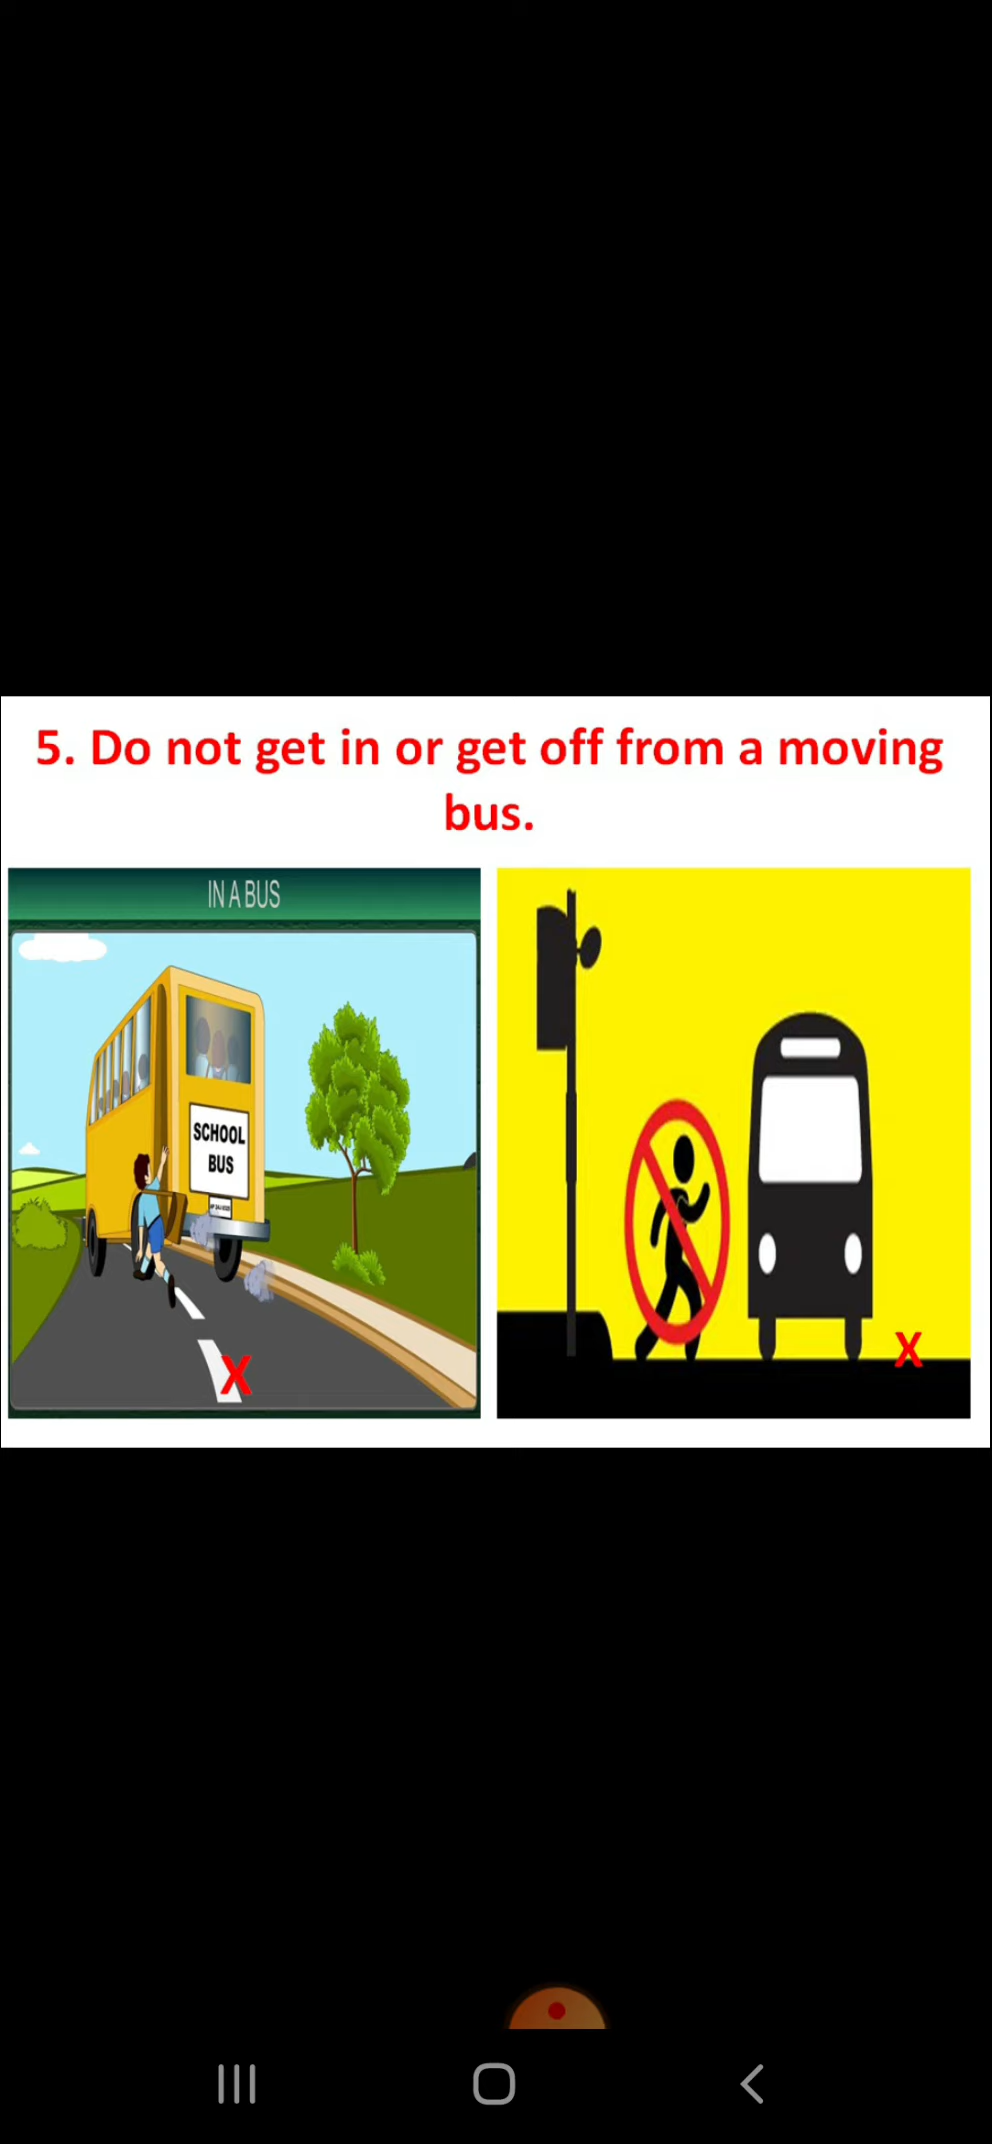 5. Do not get in or get off from a moving
bus.
IN A BUS
SCHOOL
BUS
X
X